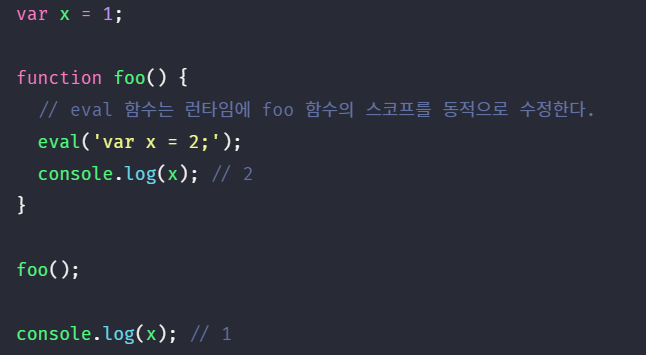 var x = 1;
function foo() {
// eval 함수는 런타임에 foo 함수의 스코프를 동적으로 수정한다.
eval('var x = 2;');
console.log(x); // 2
}
foo();
console.log(x); // 1